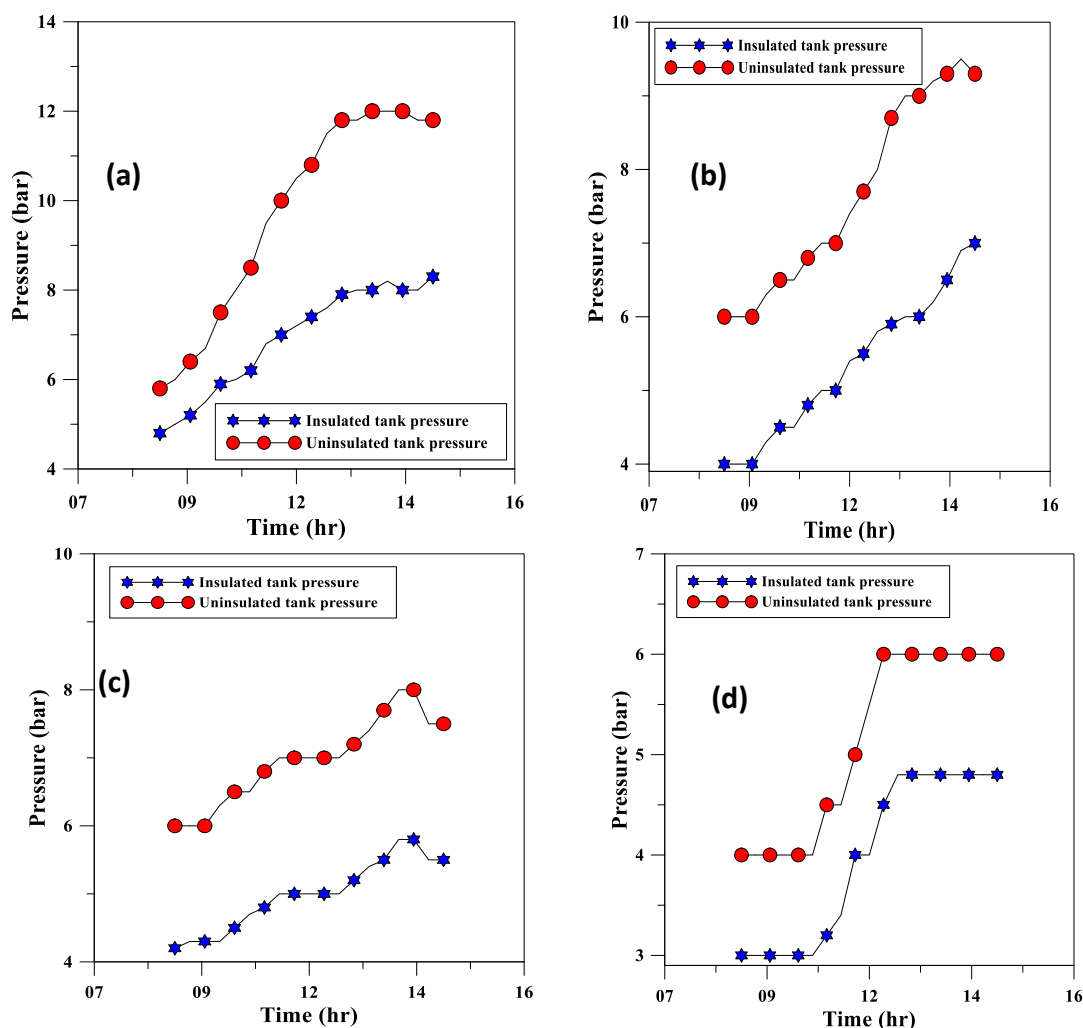 14
12
10
8
6
4
Pressure (bar)
(a)
Insulated tank pressure
Uninsulated tank pressure
07
09
12
14
16
Time (hr)
10
8
6
4
Pressure (bar)
(b)
Insulated tank pressure
Uninsulated tank pressure
07
09
12
14
16
Time (hr)
10
8
6
4
Pressure (bar)
(c)
Insulated tank pressure
Uninsulated tank pressure
07
09
12
14
16
Time (hr)
7
6
5
4
3
Pressure (bar)
(d)
Insulated tank pressure
Uninsulated tank pressure
07
09
12
14
16
Time (hr)